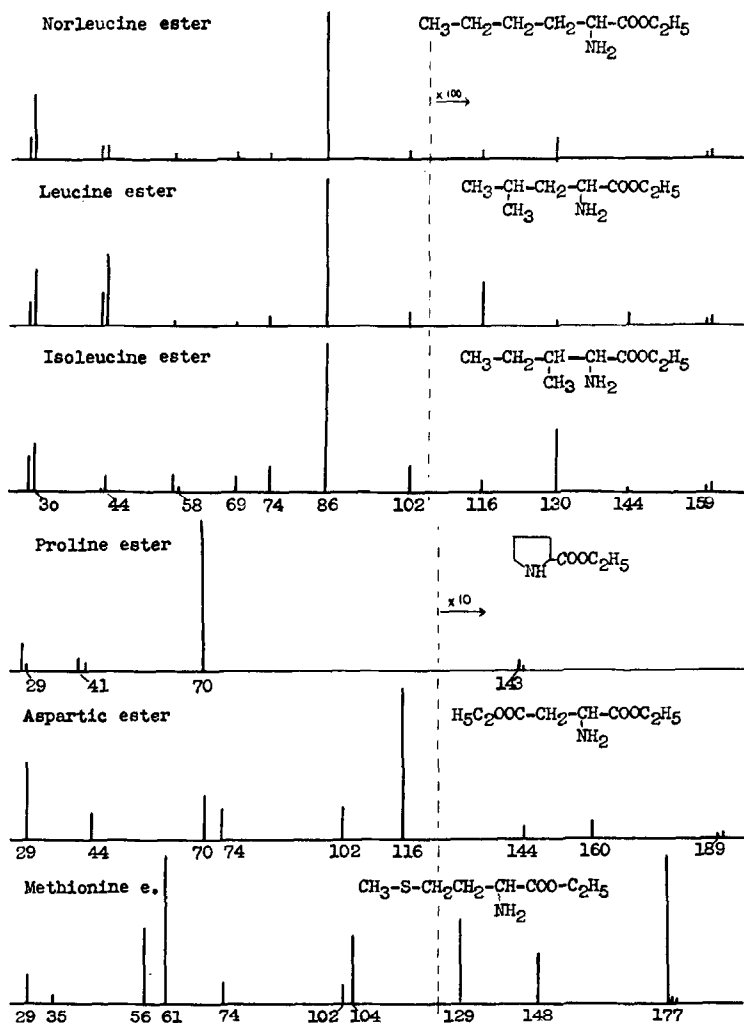 Norleucine ester
CH3-CH2-CH2-CH2-CH-COOC2H5
NH2
x 100
Leucine ester
CH3-CH-CH2-CH-COOC2H5
CH3 NH2
Isoleucine ester
CH3-CH2-CH-CH-COOC2H5
CH3 NH2
30 44 58 69 74 86 102 116 130 144 159
Proline ester
NH COOC2H5
x 10
29 41 70 143
Aspartic ester
H5C2OOC-CH2-CH-COOC2H5
NH2
29 44 70 74 102 116 144 160 189
Methionine e.
CH3-S-CH2CH2-CH-COO-C2H5
NH2
29 35 56 61 74 102 104 129 148 177